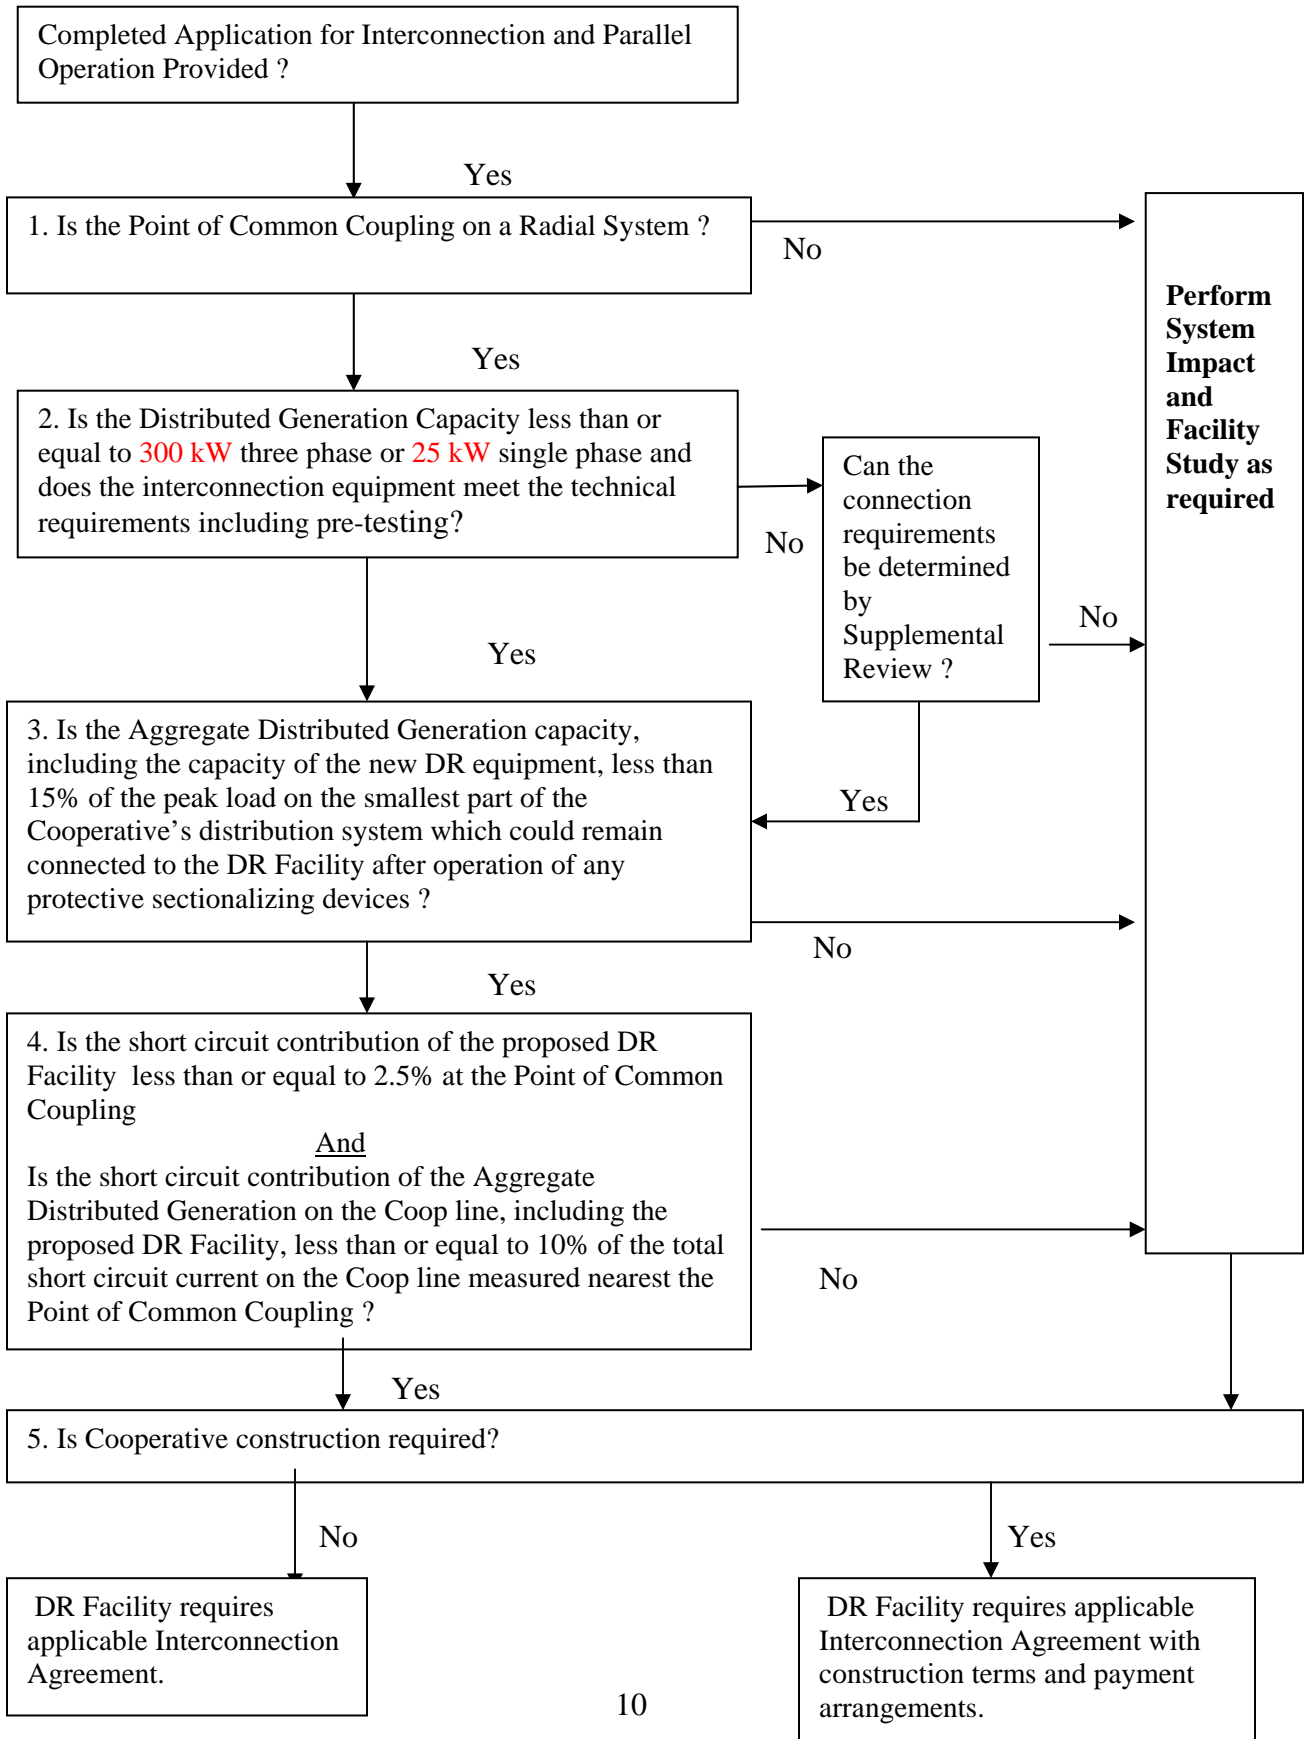 Completed Application for Interconnection and Parallel
Operation Provided ?
Yes
1. Is the Point of Common Coupling on a Radial System ?
No
Perform
System
Impact
and
Facility
Study as
required
Yes
2. Is the Distributed Generation Capacity less than or
equal to 300 kW three phase or 25 kW single phase and
does the interconnection equipment meet the technical
requirements including pre-testing?
No
Can the
connection
requirements
be determined
by
Supplemental
Review ?
No
Yes
Yes
3. Is the Aggregate Distributed Generation capacity,
including the capacity of the new DR equipment, less than
15% of the peak load on the smallest part of the
Cooperative’s distribution system which could remain
connected to the DR Facility after operation of any
protective sectionalizing devices ?
No
Yes
4. Is the short circuit contribution of the proposed DR
Facility less than or equal to 2.5% at the Point of Common
Coupling
And
Is the short circuit contribution of the Aggregate
Distributed Generation on the Coop line, including the
proposed DR Facility, less than or equal to 10% of the total
short circuit current on the Coop line measured nearest the
Point of Common Coupling ?
No
Yes
5. Is Cooperative construction required?
No
Yes
DR Facility requires
applicable Interconnection
Agreement.
DR Facility requires applicable
Interconnection Agreement with
construction terms and payment
arrangements.
10